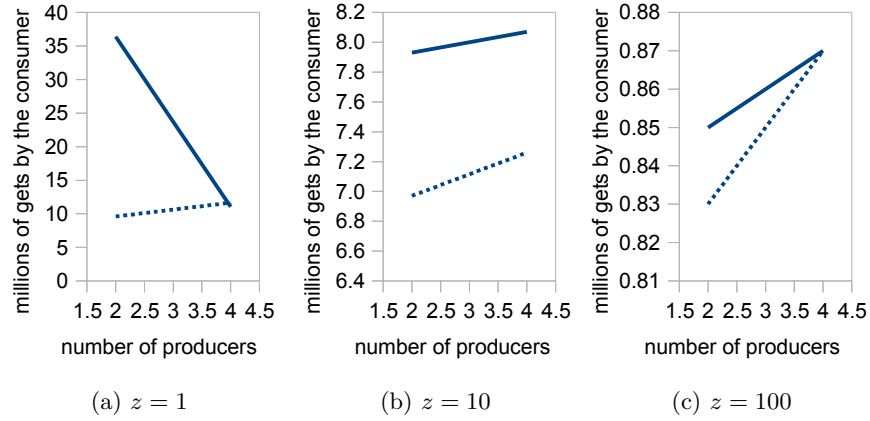 millions of gets by the consumer
40
35
30
25
20
15
10
5
0
1.5 2 2.5 3 3.5 4 4.5
number of producers
(a) z = 1
millions of gets by the consumer
8.2
8.0
7.8
7.6
7.4
7.2
7.0
6.8
6.6
6.4
1.5 2 2.5 3 3.5 4 4.5
number of producers
(b) z = 10
millions of gets by the consumer
0.88
0.87
0.86
0.85
0.84
0.83
0.82
0.81
1.5 2 2.5 3 3.5 4 4.5
number of producers
(c) z = 100